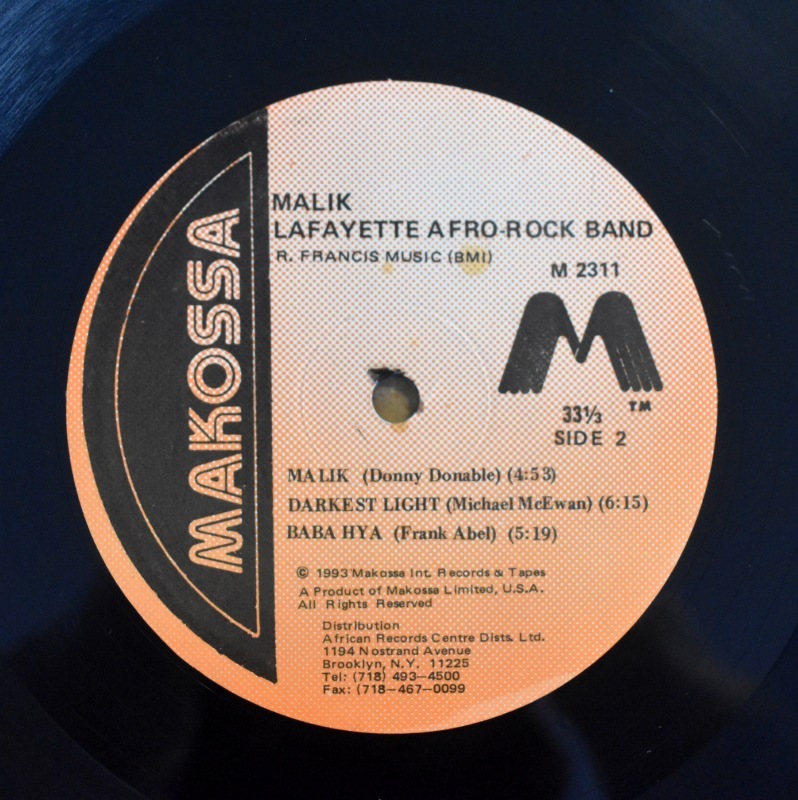 MAKOSSA
MALIK
LAFAYETTE AFRO-ROCK BAND
R. FRANCIS MUSIC (BMI)
M 2311
M
TM
33⅓
SIDE 2
MALIK (Donny Donable) (4:53)
DARKEST LIGHT (Michael McEwan) (6:15)
BABA HYA (Frank Abel) (5:19)
© 1993 Makossa Int. Records & Tapes
A Product of Makossa Limited, U.S.A.
All Rights Reserved
Distribution
African Records Centre Dists. Ltd.
1194 Nostrand Avenue
Brooklyn, N.Y. 11225
Tel: (718) 493-4500
Fax: (718-467-0099